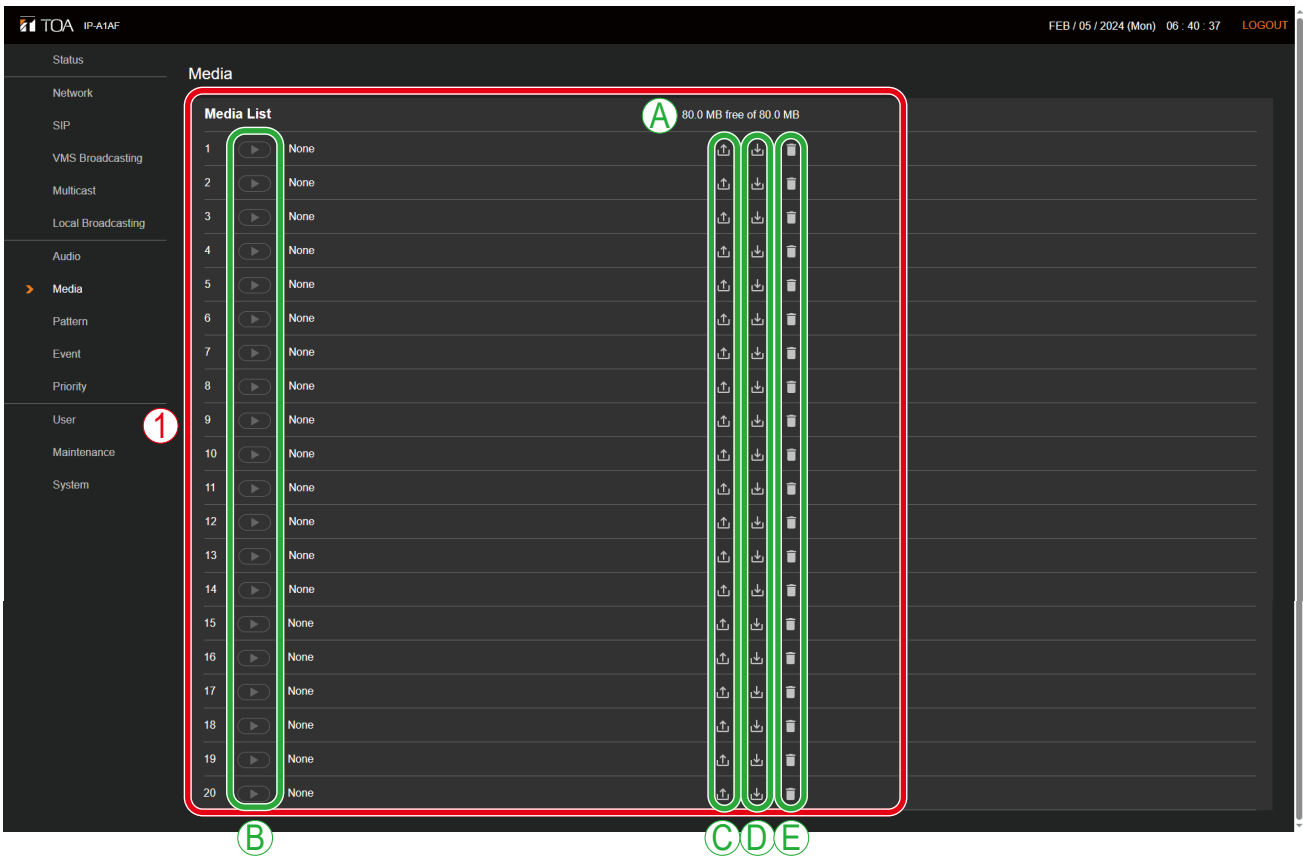 TOA IP-A1AF FEB / 05 / 2024 (Mon) 06 : 40 : 37 LOGOUT
Status
Network
SIP
VMS Broadcasting
Multicast
Local Broadcasting
Audio
Media
Pattern
Event
Priority
User
Maintenance
System
Media
1
Media List A 80.0 MB free of 80.0 MB
1 None
2 None
3 None
4 None
5 None
6 None
7 None
8 None
9 None
10 None
11 None
12 None
13 None
14 None
15 None
16 None
17 None
18 None
19 None
20 None
B C D E